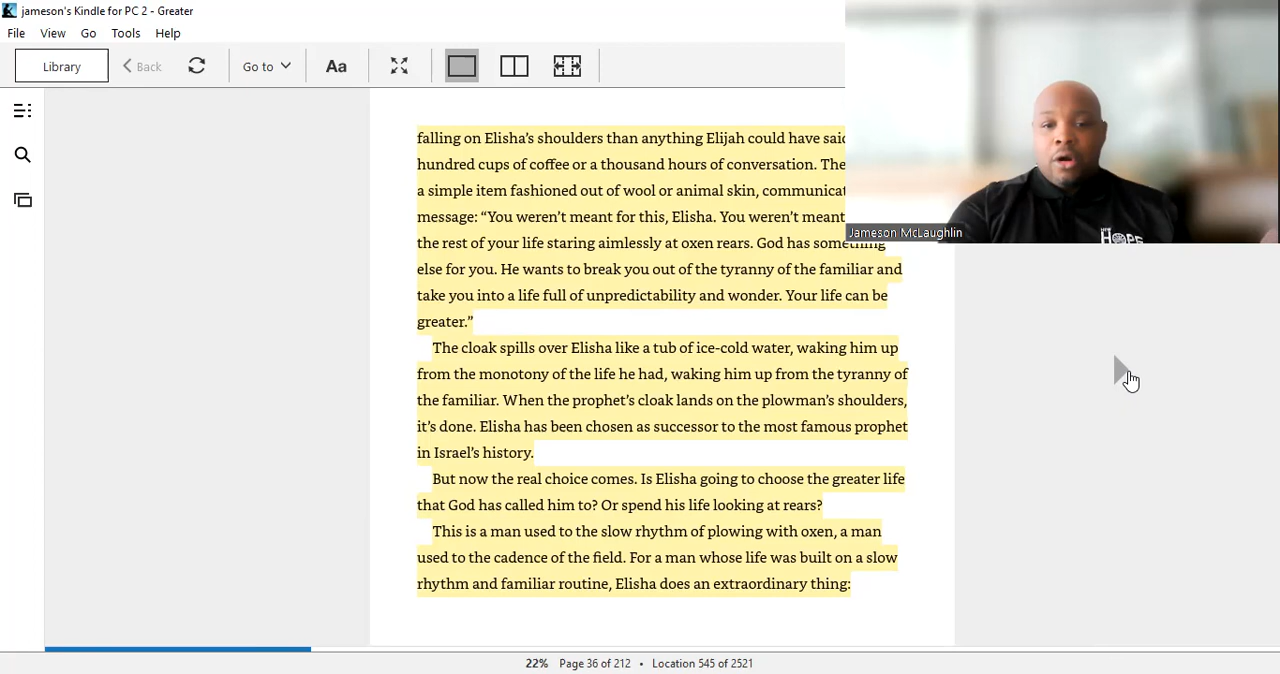 jameson's Kindle for PC 2 - Greater
File View Go Tools Help
Library Back Go to Aa
falling on Elisha’s shoulders than anything Elijah could have
hundred cups of coffee or a thousand hours of conversation.
a simple item fashioned out of wool or animal skin,
message: “You weren’t meant for this, Elisha. You weren’t meant
Jameson McLaughlin
HOPE
the rest of your life staring aimlessly at oxen rears. God has something
else for you. He wants to break you out of the tyranny of the familiar and
take you into a life full of unpredictability and wonder. Your life can be
greater.”
The cloak spills over Elisha like a tub of ice-cold water, waking him up
from the monotony of the life he had, waking him up from the tyranny of
the familiar. When the prophet’s cloak lands on the plowman’s shoulders,
it’s done. Elisha has been chosen as successor to the most famous prophet
in Israel’s history.
But now the real choice comes. Is Elisha going to choose the greater life
that God has called him to? Or spend his life looking at rears?
This is a man used to the slow rhythm of plowing with oxen, a man
used to the cadence of the field. For a man whose life was built on a slow
rhythm and familiar routine, Elisha does an extraordinary thing:
22% Page 36 of 212 • Location 545 of 2521